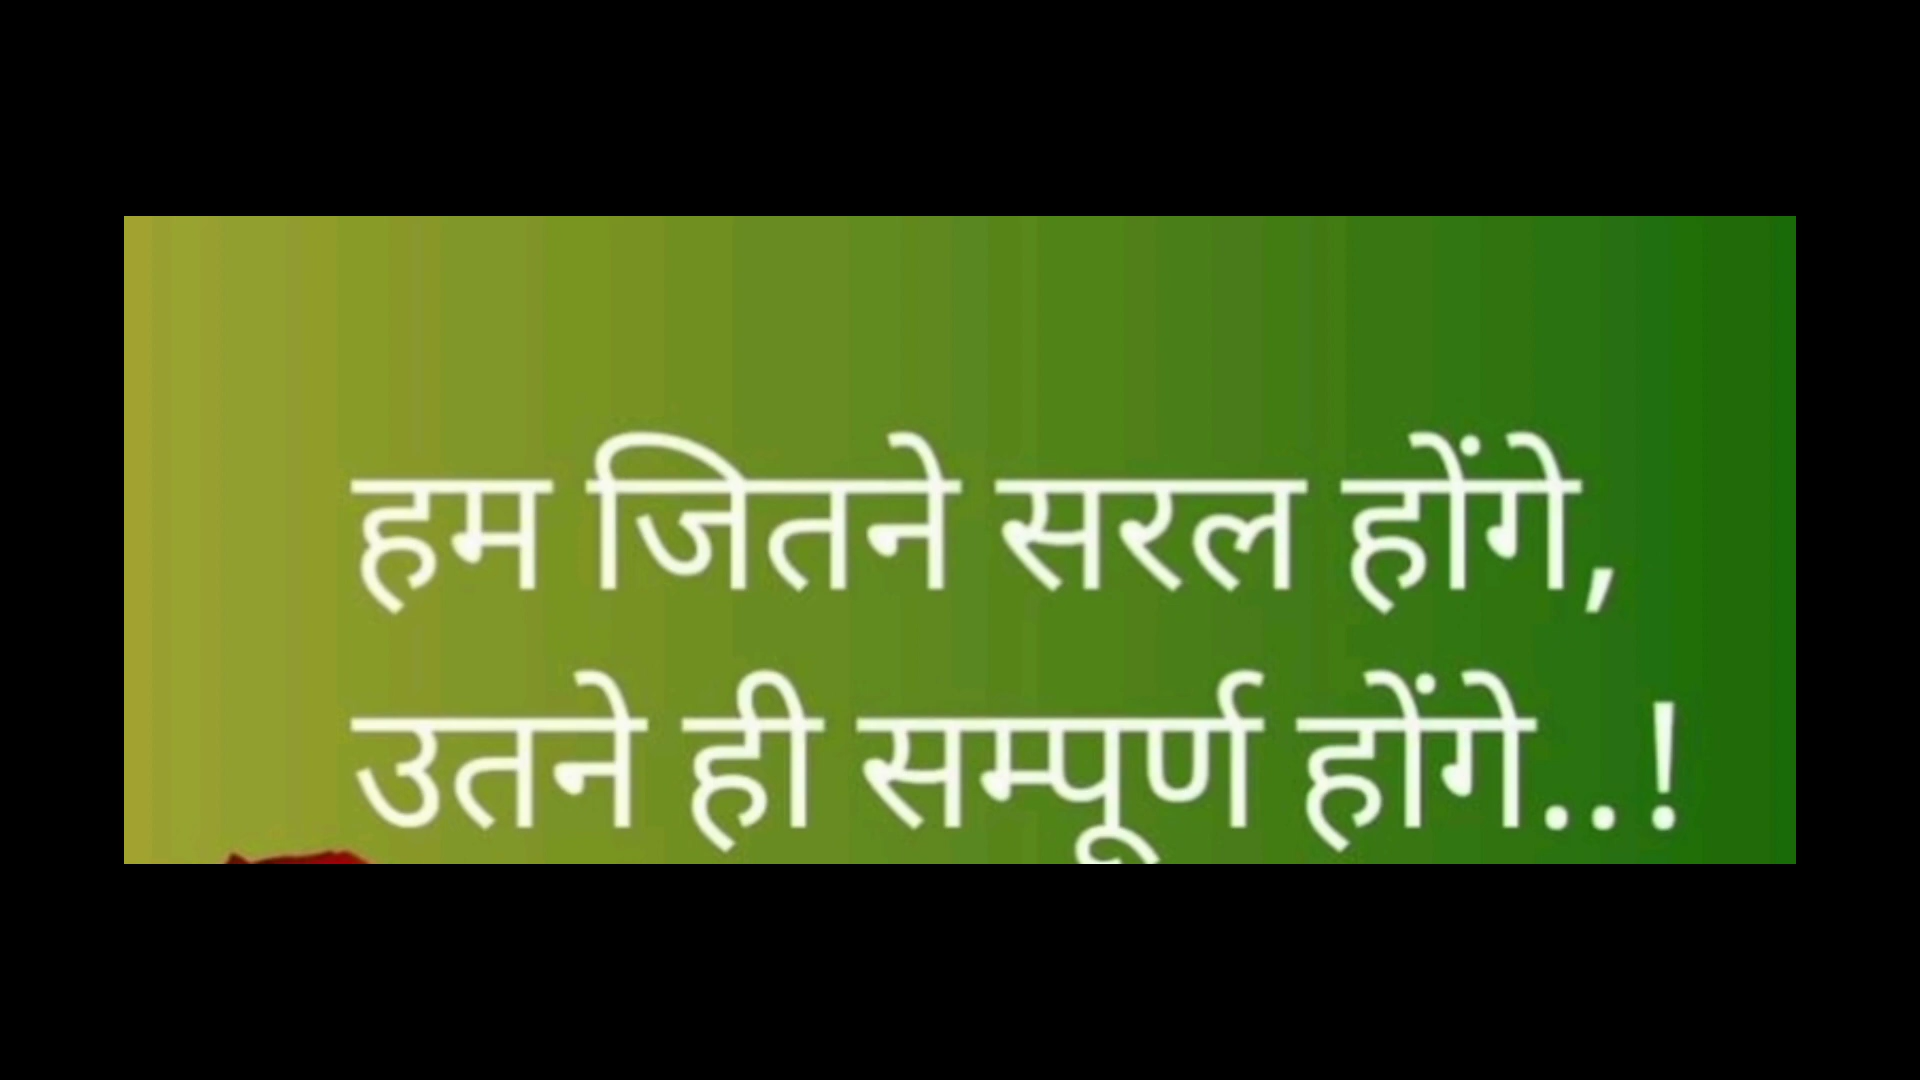 हम जितने सरल होंगे,
उतने ही सम्पूर्ण होंगे..!